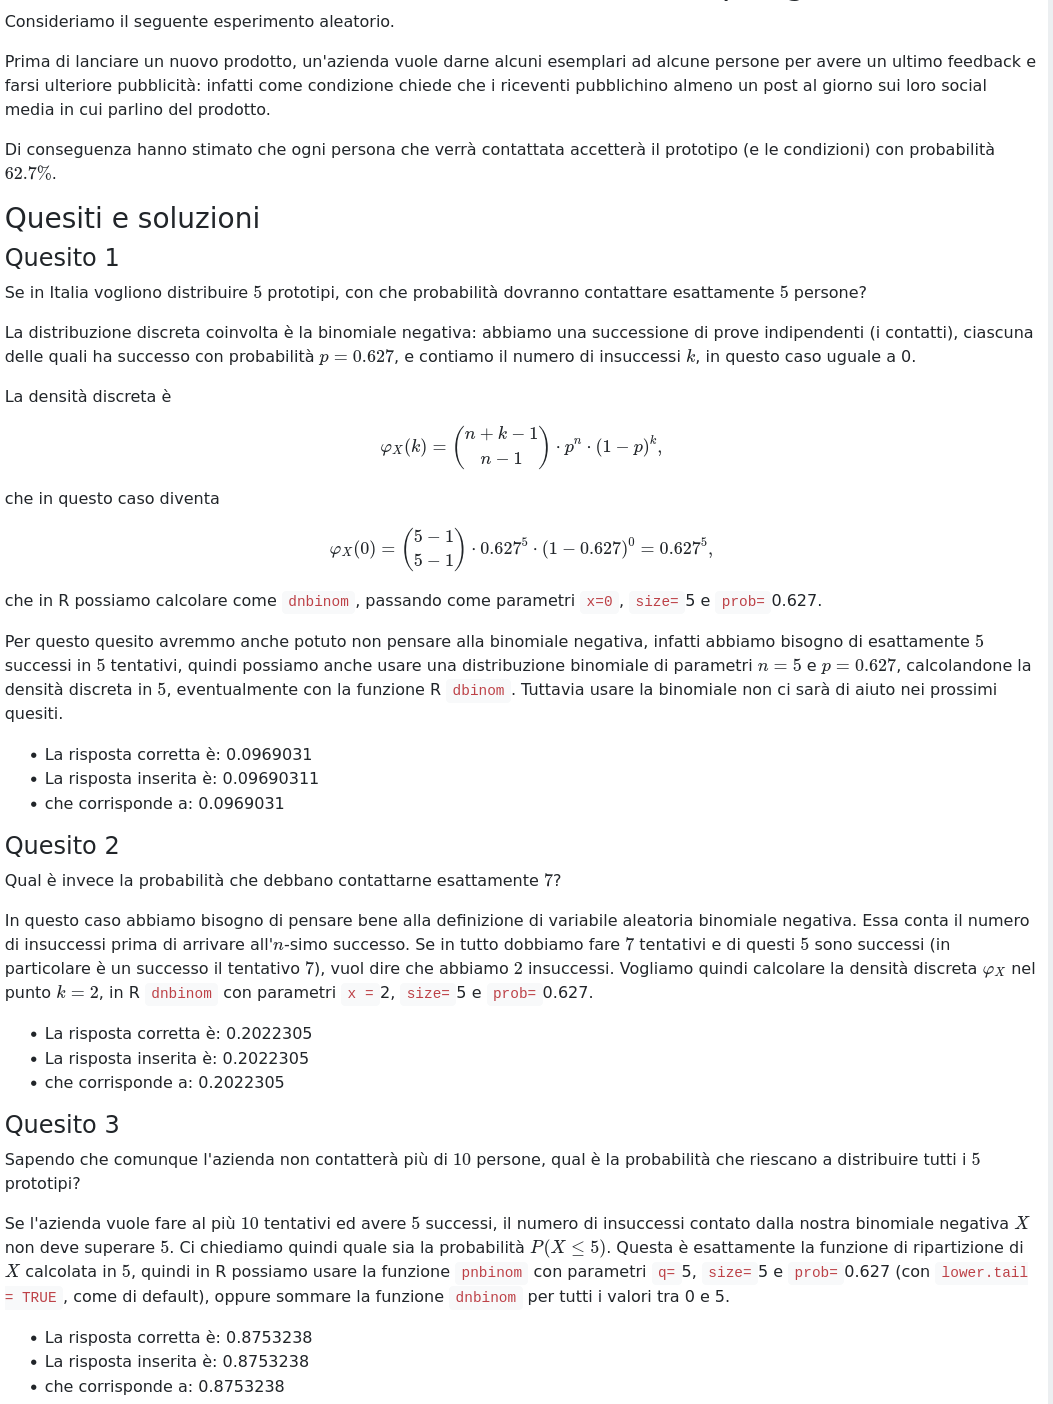 Consideriamo il seguente esperimento aleatorio.
Prima di lanciare un nuovo prodotto, un'azienda vuole darne alcuni esemplari ad alcune persone per avere un ultimo feedback e
farsi ulteriore pubblicità: infatti come condizione chiede che i riceventi pubblichino almeno un post al giorno sui loro social
media in cui parlino del prodotto.
Di conseguenza hanno stimato che ogni persona che verrà contattata accetterà il prototipo (e le condizioni) con probabilità
62.7%.
Quesiti e soluzioni
Quesito 1
Se in Italia vogliono distribuire 5 prototipi, con che probabilità dovranno contattare esattamente 5 persone?
La distribuzione discreta coinvolta è la binomiale negativa: abbiamo una successione di prove indipendenti (i contatti), ciascuna
delle quali ha successo con probabilità p = 0.627, e contiamo il numero di insuccessi k, in questo caso uguale a 0.
La densità discreta è
φ_X(k) = (n + k − 1 / n − 1) · p^n · (1 − p)^k,
che in questo caso diventa
φ_X(0) = (5 − 1 / 5 − 1) · 0.627^5 · (1 − 0.627)^0 = 0.627^5,
che in R possiamo calcolare come dnbinom , passando come parametri x=0 , size= 5 e prob= 0.627.
Per questo quesito avremmo anche potuto non pensare alla binomiale negativa, infatti abbiamo bisogno di esattamente 5
successi in 5 tentativi, quindi possiamo anche usare una distribuzione binomiale di parametri n = 5 e p = 0.627, calcolandone la
densità discreta in 5, eventualmente con la funzione R dbinom . Tuttavia usare la binomiale non ci sarà di aiuto nei prossimi
quesiti.
• La risposta corretta è: 0.0969031
• La risposta inserita è: 0.09690311
• che corrisponde a: 0.0969031
Quesito 2
Qual è invece la probabilità che debbano contattarne esattamente 7?
In questo caso abbiamo bisogno di pensare bene alla definizione di variabile aleatoria binomiale negativa. Essa conta il numero
di insuccessi prima di arrivare all'n-simo successo. Se in tutto dobbiamo fare 7 tentativi e di questi 5 sono successi (in
particolare è un successo il tentativo 7), vuol dire che abbiamo 2 insuccessi. Vogliamo quindi calcolare la densità discreta φ_X nel
punto k = 2, in R dnbinom con parametri x = 2, size= 5 e prob= 0.627.
• La risposta corretta è: 0.2022305
• La risposta inserita è: 0.2022305
• che corrisponde a: 0.2022305
Quesito 3
Sapendo che comunque l'azienda non contatterà più di 10 persone, qual è la probabilità che riescano a distribuire tutti i 5
prototipi?
Se l'azienda vuole fare al più 10 tentativi ed avere 5 successi, il numero di insuccessi contato dalla nostra binomiale negativa X
non deve superare 5. Ci chiediamo quindi quale sia la probabilità P(X ≤ 5). Questa è esattamente la funzione di ripartizione di
X calcolata in 5, quindi in R possiamo usare la funzione pnbinom con parametri q= 5, size= 5 e prob= 0.627 (con lower.tail
= TRUE , come di default), oppure sommare la funzione dnbinom per tutti i valori tra 0 e 5.
• La risposta corretta è: 0.8753238
• La risposta inserita è: 0.8753238
• che corrisponde a: 0.8753238